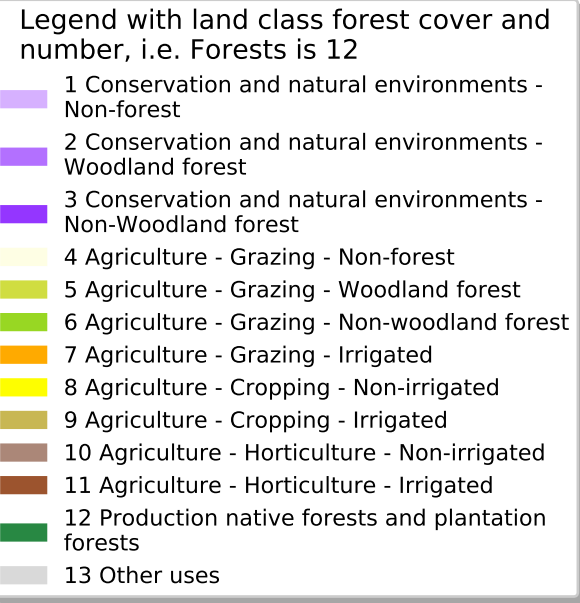 Legend with land class forest cover and
number, i.e. Forests is 12
1 Conservation and natural environments -
Non-forest
2 Conservation and natural environments -
Woodland forest
3 Conservation and natural environments -
Non-Woodland forest
4 Agriculture - Grazing - Non-forest
5 Agriculture - Grazing - Woodland forest
6 Agriculture - Grazing - Non-woodland forest
7 Agriculture - Grazing - Irrigated
8 Agriculture - Cropping - Non-irrigated
9 Agriculture - Cropping - Irrigated
10 Agriculture - Horticulture - Non-irrigated
11 Agriculture - Horticulture - Irrigated
12 Production native forests and plantation
forests
13 Other uses